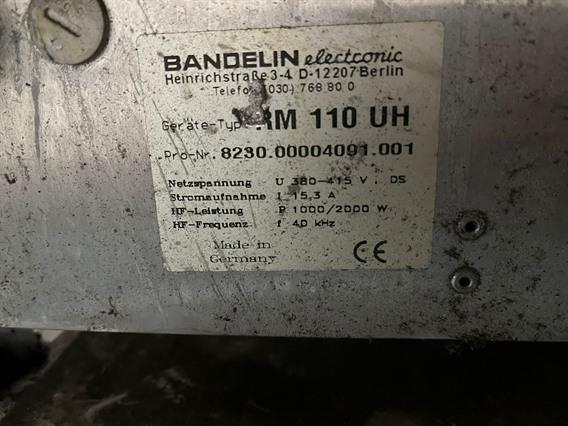 BANDELIN electronic
Heinrichstraße 3-4 D-12207 Berlin
Telefon (030) 768 80 0
Geräte-Typ RM 110 UH
Pro-Nr. 8230.00004091.001
Netzspannung U 380-415 V, DS
Stromaufnahme I 15,3 A
HF-Leistung P 1000/2000 W
HF-Frequenz f 40 kHz
Made in
Germany
CE